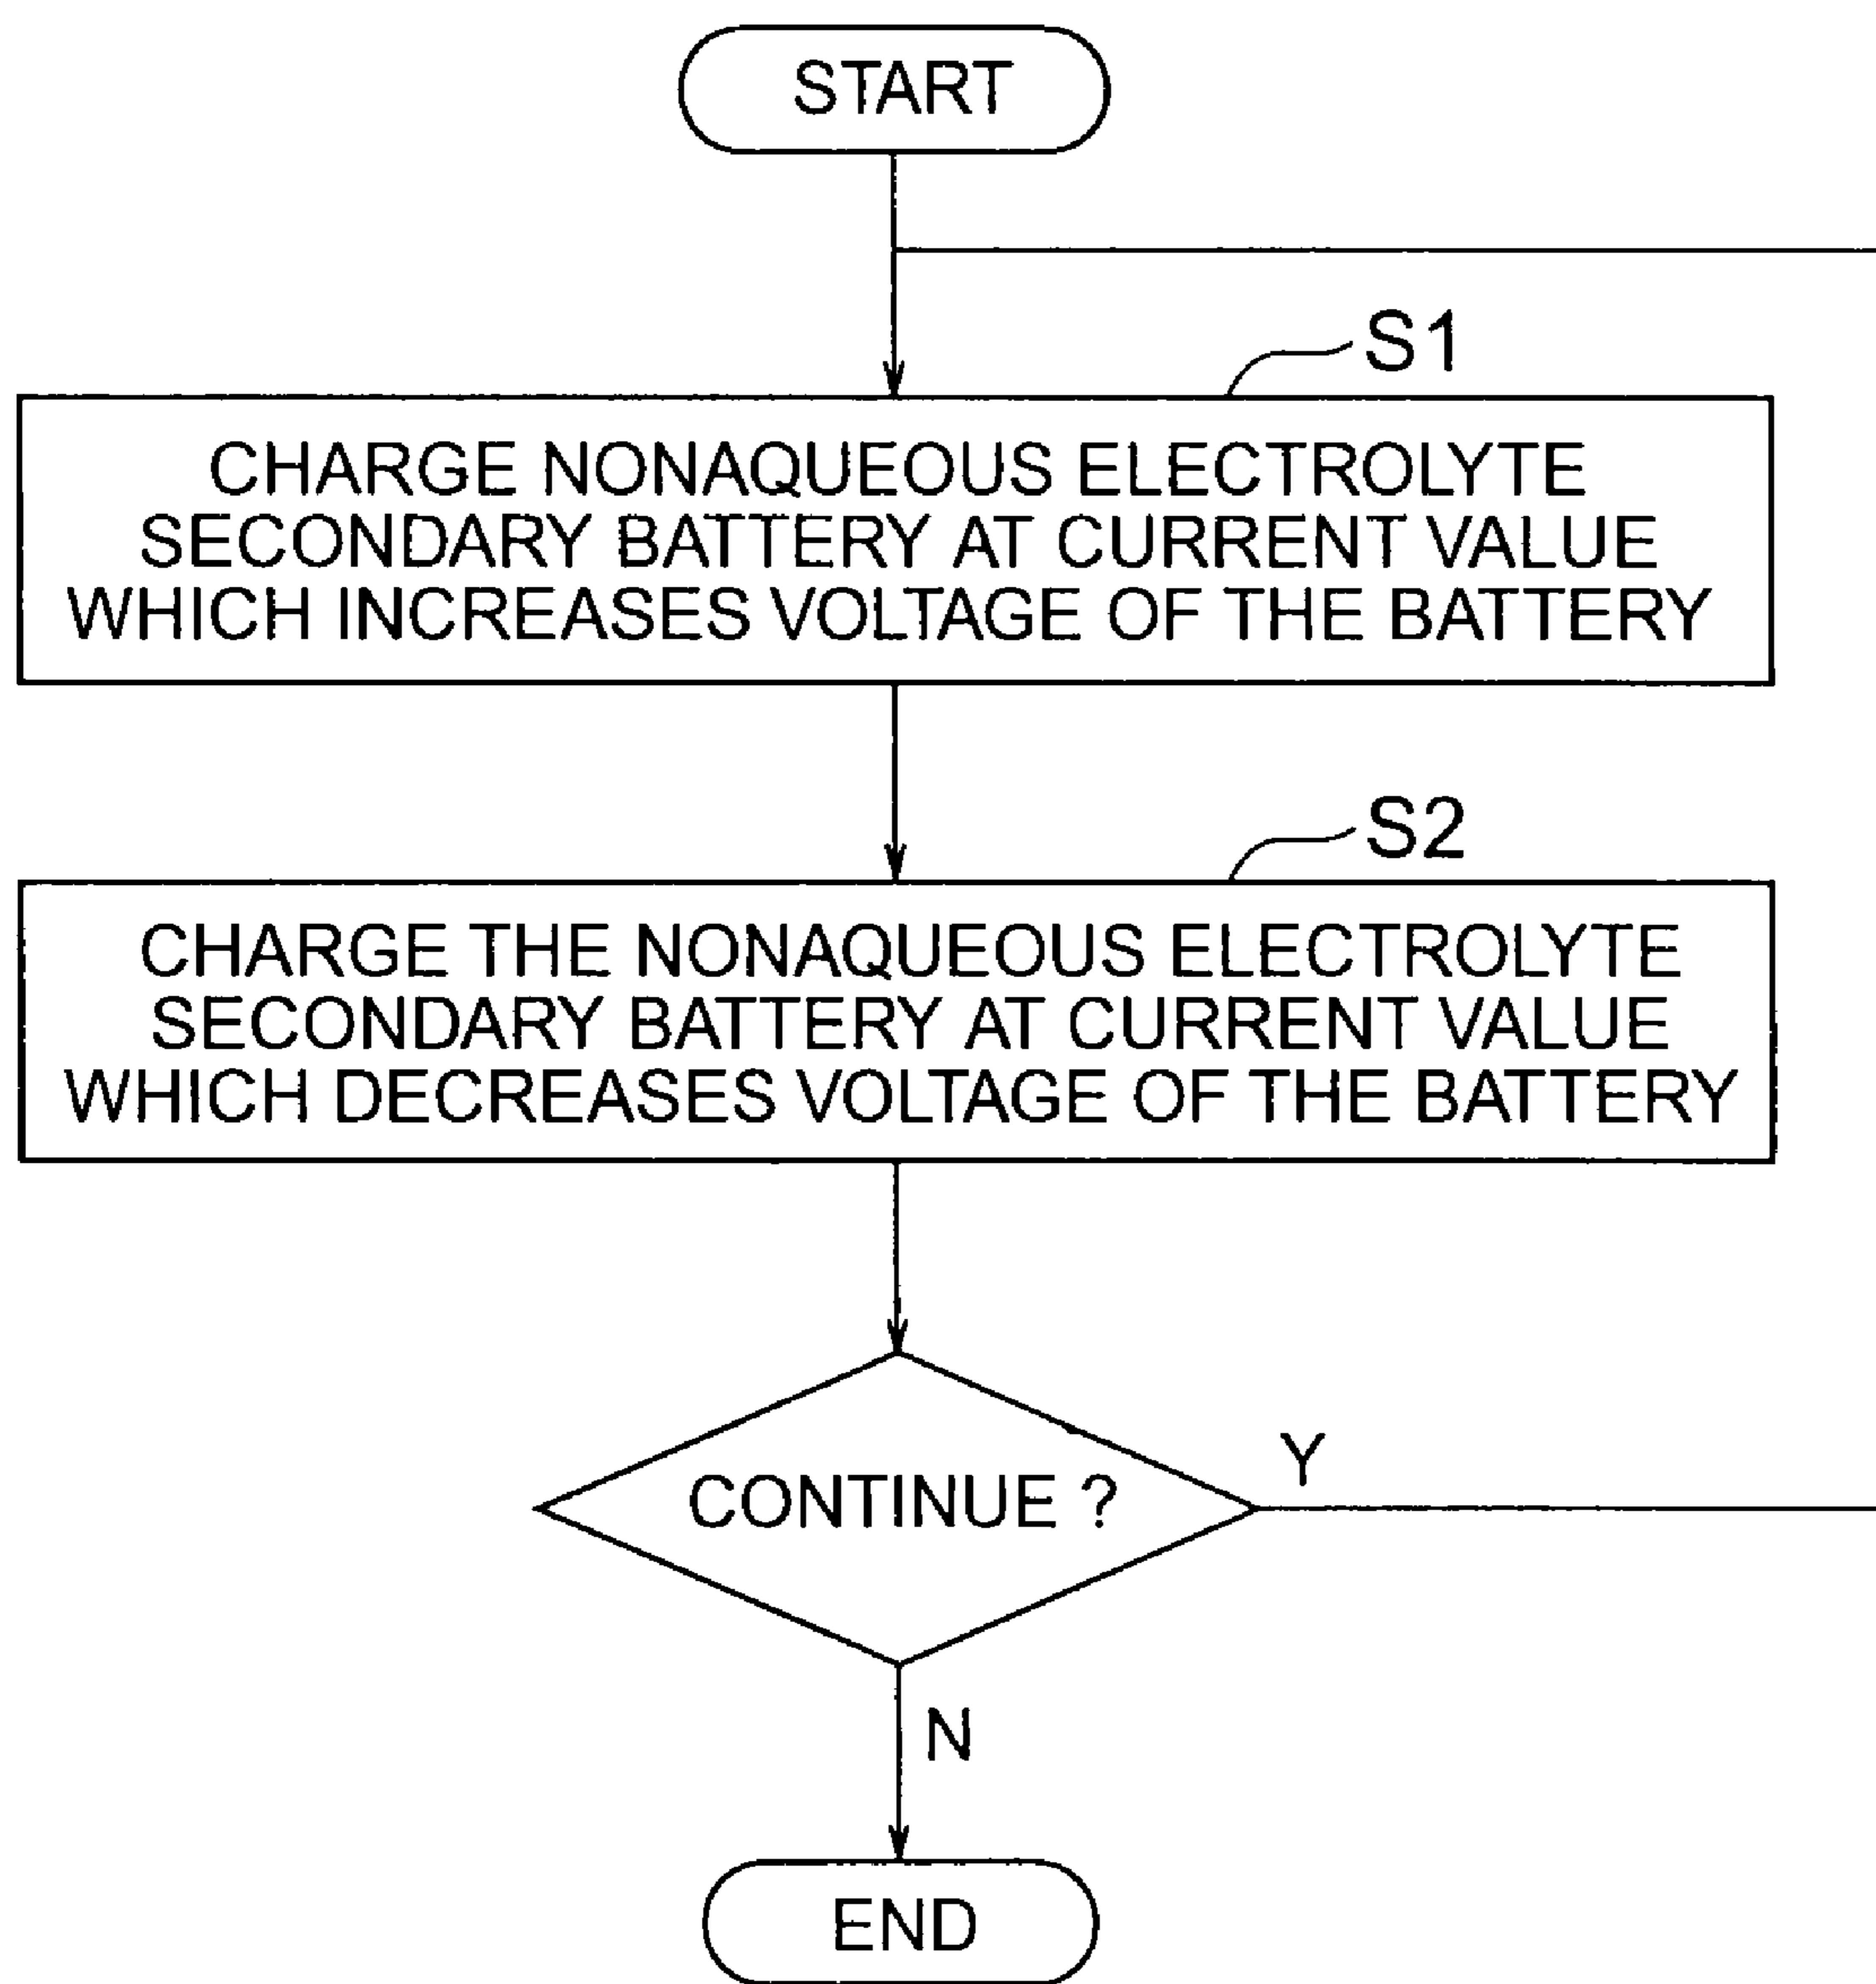 START
S1
CHARGE NONAQUEOUS ELECTROLYTE
SECONDARY BATTERY AT CURRENT VALUE
WHICH INCREASES VOLTAGE OF THE BATTERY
S2
CHARGE THE NONAQUEOUS ELECTROLYTE
SECONDARY BATTERY AT CURRENT VALUE
WHICH DECREASES VOLTAGE OF THE BATTERY
CONTINUE ?
Y
N
END